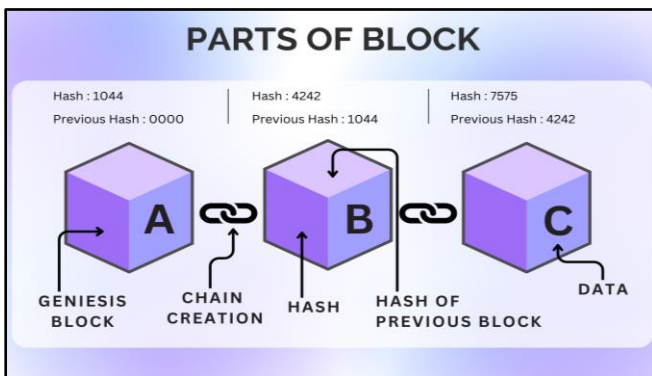 PARTS OF BLOCK
Hash : 1044
Previous Hash : 0000
Hash : 4242
Previous Hash : 1044
Hash : 7575
Previous Hash : 4242
A
B
C
GENIESIS
BLOCK
CHAIN
CREATION
HASH
HASH OF
PREVIOUS BLOCK
DATA